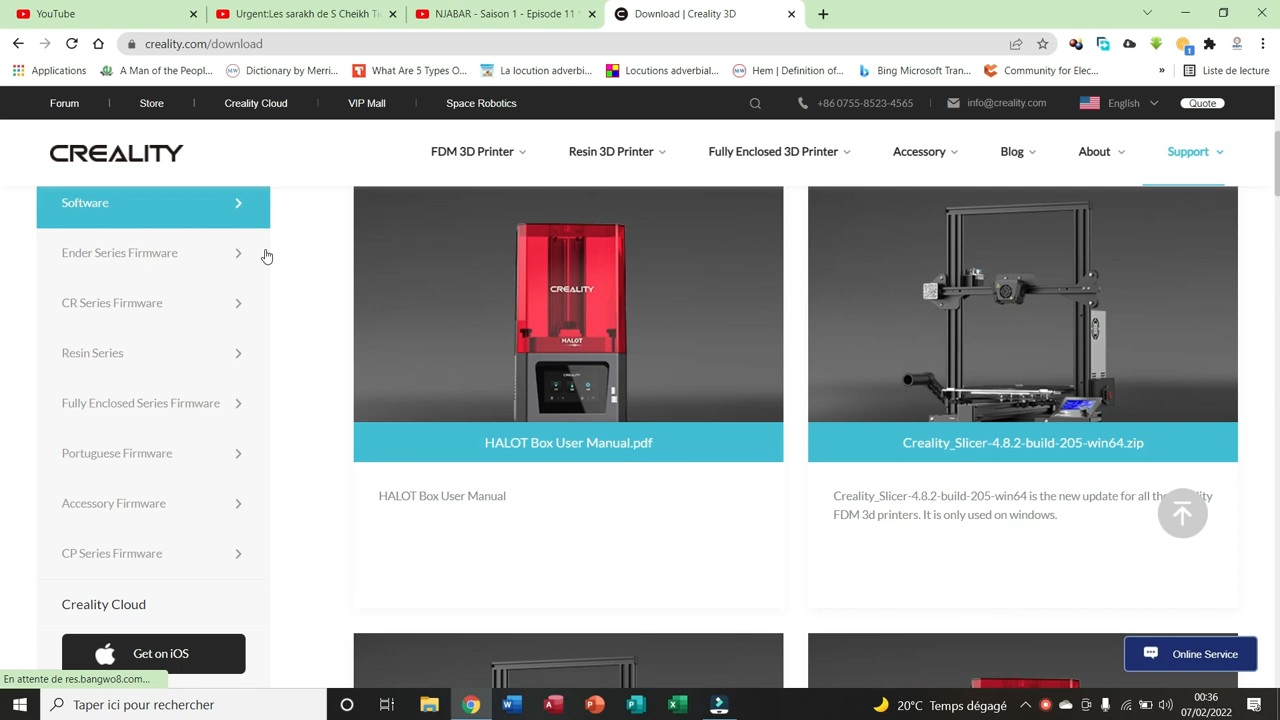 YouTube
Urgent:Les sarakh de S Cheikh Tic
NJABAR - Saison 1 - Episode 11 *
Download | Creality 3D
creality.com/download
Applications
A Man of the Peopl...
Dictionary by Merri...
What Are 5 Types O...
La locution adverbi...
Locutions adverbial...
Hem | Definition of...
Bing Microsoft Tran...
Community for Elec...
»
Liste de lecture
Forum
Store
Creality Cloud
VIP Mall
Space Robotics
+86 0755-8523-4565
info@creality.com
English
Quote
CREALITY
FDM 3D Printer
Resin 3D Printer
Fully Enclosed 3D Printer
Accessory
Blog
About
Support
Software
Ender Series Firmware
CR Series Firmware
Resin Series
Fully Enclosed Series Firmware
Portuguese Firmware
Accessory Firmware
CP Series Firmware
Creality Cloud
Get on iOS
CREALITY
HALOT
CREALITY
HALOT Box User Manual.pdf
HALOT Box User Manual
Creality_Slicer-4.8.2-build-205-win64.zip
Creality_Slicer-4.8.2-build-205-win64 is the new update for all the
FDM 3d printers. It is only used on windows.
Online Service
En attente de res.bangwo8.com...
Taper ici pour rechercher
20°C Temps dégagé
00:36
07/02/2022